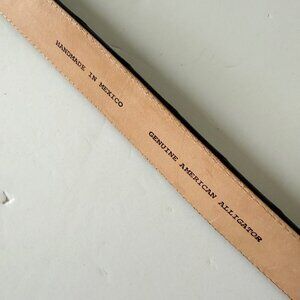 HANDMADE IN MEXICO
GENUINE AMERICAN ALLIGATOR